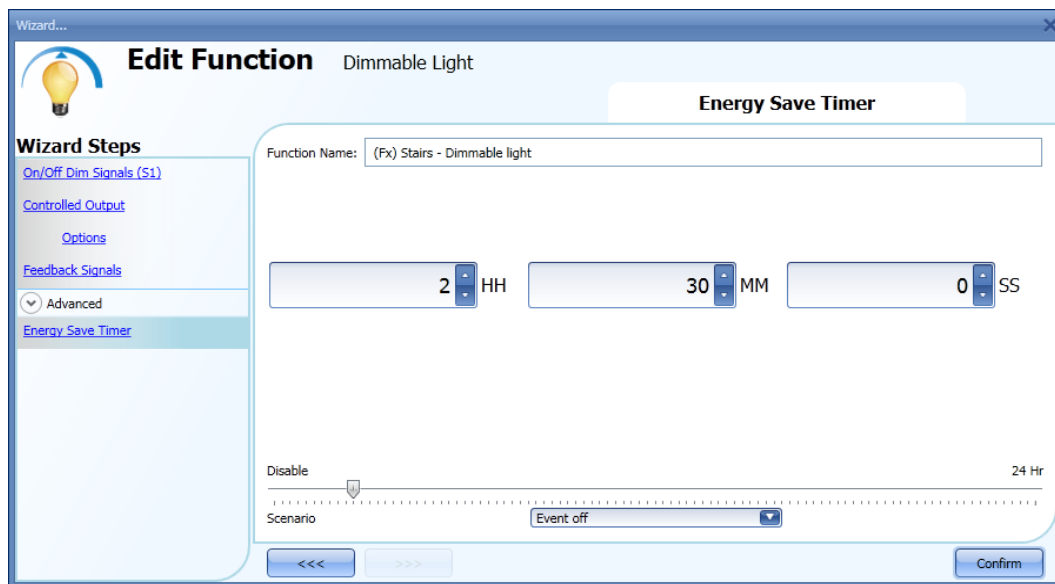 Wizard...
Edit Function Dimmable Light
Energy Save Timer
Wizard Steps
On/Off Dim Signals (S1)
Controlled Output
Options
Feedback Signals
Advanced
Energy Save Timer
Function Name: (Fx) Stairs - Dimmable light
2 HH 30 MM 0 SS
Disable 24 Hr
Scenario Event off
<<< >>> Confirm